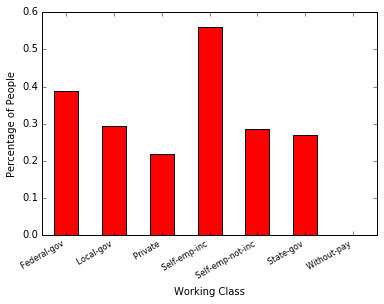 0.6
0.5
0.4
0.3
0.2
0.1
0.0
Percentage of People
Federal-gov
Local-gov
Private
Self-emp-inc
Self-emp-not-inc
State-gov
Without-pay
Working Class